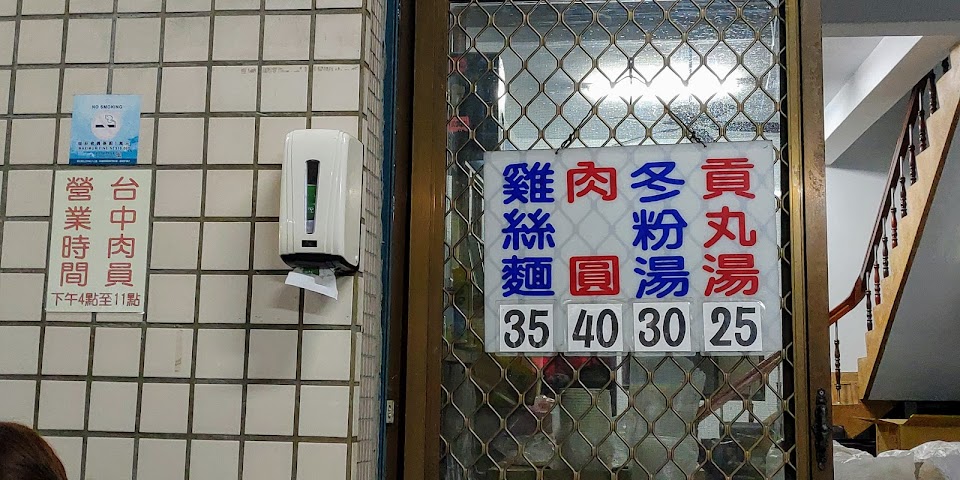 NO SMOKING
台中肉員
營業時間
下午4點至11點
貢丸湯 25
冬粉湯 30
肉圓 40
雞絲麵 35